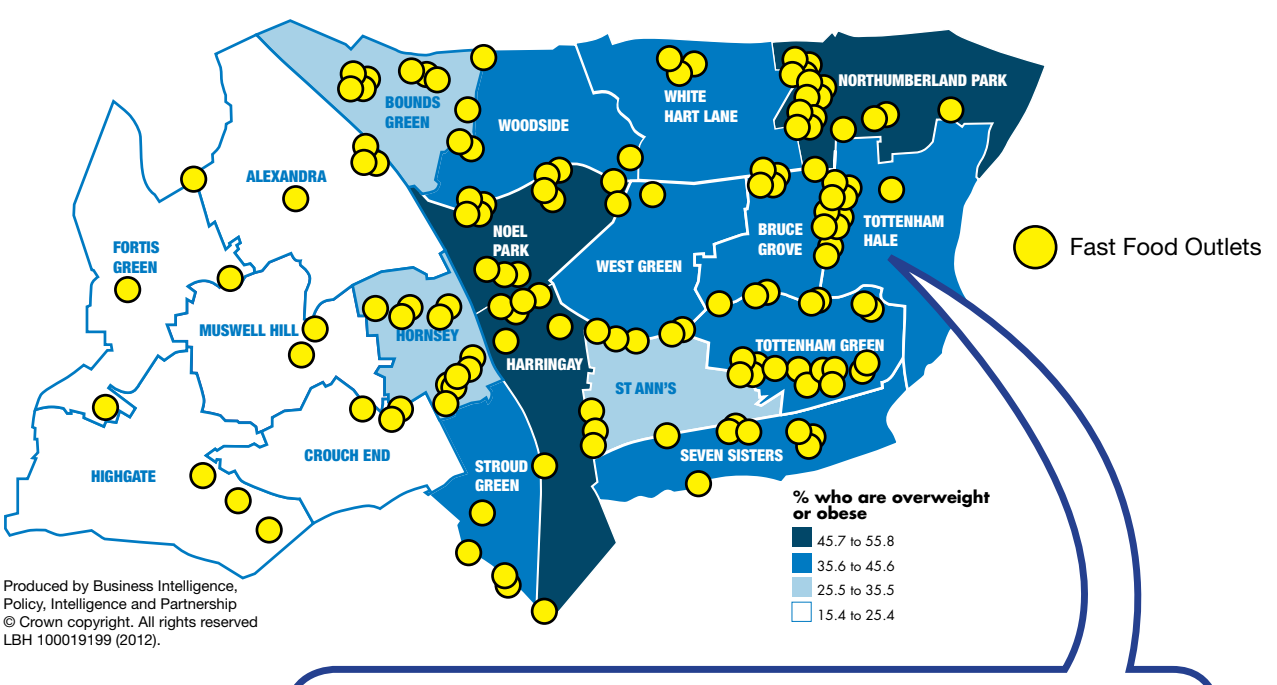 NORTHUMBERLAND PARK
WHITE
HART LANE
BOUNDS
GREEN
WOODSIDE
ALEXANDRA
FORTIS
GREEN
NOEL
PARK
BRUCE
GROVE
TOTTENHAM
HALE
WEST GREEN
Fast Food Outlets
MUSWELL HILL
HORNSEY
HARRINGAY
TOTTENHAM GREEN
ST ANN'S
CROUCH END
HIGHGATE
STROUD
GREEN
SEVEN SISTERS
% who are overweight
or obese
45.7 to 55.8
35.6 to 45.6
25.5 to 35.5
15.4 to 25.4
Produced by Business Intelligence,
Policy, Intelligence and Partnership
© Crown copyright. All rights reserved
LBH 100019199 (2012).